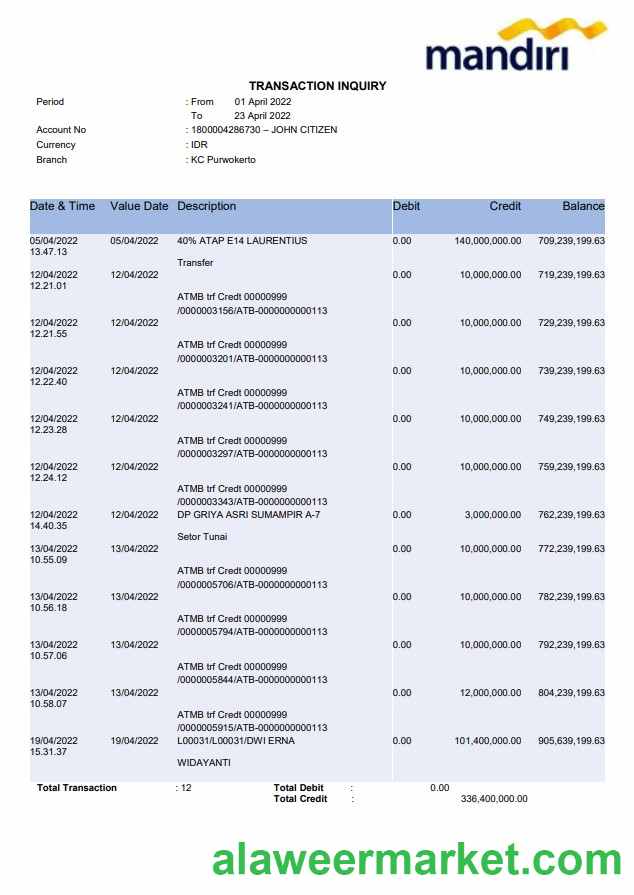 mandiri
TRANSACTION INQUIRY
Period : From 01 April 2022
To 23 April 2022
Account No : 1800004286730 – JOHN CITIZEN
Currency : IDR
Branch : KC Purwokerto
Date & Time Value Date Description Debit Credit Balance
05/04/2022 05/04/2022 40% ATAP E14 LAURENTIUS 0.00 140,000,000.00 709,239,199.63
13.47.13
Transfer
12/04/2022 12/04/2022 0.00 10,000,000.00 719,239,199.63
12.21.01
ATMB trf Credt 00000999
/0000003156/ATB-0000000000113
12/04/2022 12/04/2022 0.00 10,000,000.00 729,239,199.63
12.21.55
ATMB trf Credt 00000999
/0000003201/ATB-0000000000113
12/04/2022 12/04/2022 0.00 10,000,000.00 739,239,199.63
12.22.40
ATMB trf Credt 00000999
/0000003241/ATB-0000000000113
12/04/2022 12/04/2022 0.00 10,000,000.00 749,239,199.63
12.23.28
ATMB trf Credt 00000999
/0000003297/ATB-0000000000113
12/04/2022 12/04/2022 0.00 10,000,000.00 759,239,199.63
12.24.12
ATMB trf Credt 00000999
/0000003343/ATB-0000000000113
12/04/2022 12/04/2022 DP GRIYA ASRI SUMAMPIR A-7 0.00 3,000,000.00 762,239,199.63
14.40.35
Setor Tunai
13/04/2022 13/04/2022 0.00 10,000,000.00 772,239,199.63
10.55.09
ATMB trf Credt 00000999
/0000005706/ATB-0000000000113
13/04/2022 13/04/2022 0.00 10,000,000.00 782,239,199.63
10.56.18
ATMB trf Credt 00000999
/0000005794/ATB-0000000000113
13/04/2022 13/04/2022 0.00 10,000,000.00 792,239,199.63
10.57.06
ATMB trf Credt 00000999
/0000005844/ATB-0000000000113
13/04/2022 13/04/2022 0.00 12,000,000.00 804,239,199.63
10.58.07
ATMB trf Credt 00000999
/0000005915/ATB-0000000000113
19/04/2022 19/04/2022 L00031/L00031/DWI ERNA 0.00 101,400,000.00 905,639,199.63
15.31.37
WIDAYANTI
Total Transaction : 12 Total Debit : 0.00
Total Credit : 336,400,000.00
alaweermarket.com